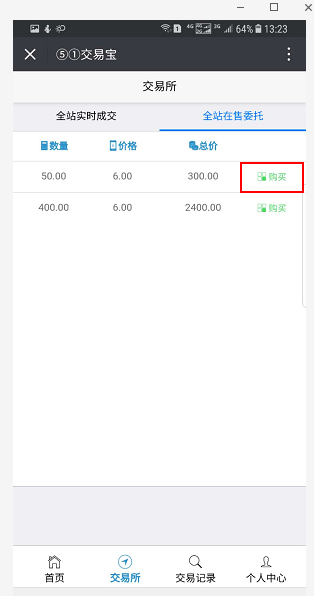 4G 3G 64% 13:23
⑤①交易宝
交易所
全站实时成交 全站在售委托
数量 价格 总价
50.00 6.00 300.00 购买
400.00 6.00 2400.00 购买
首页 交易所 交易记录 个人中心